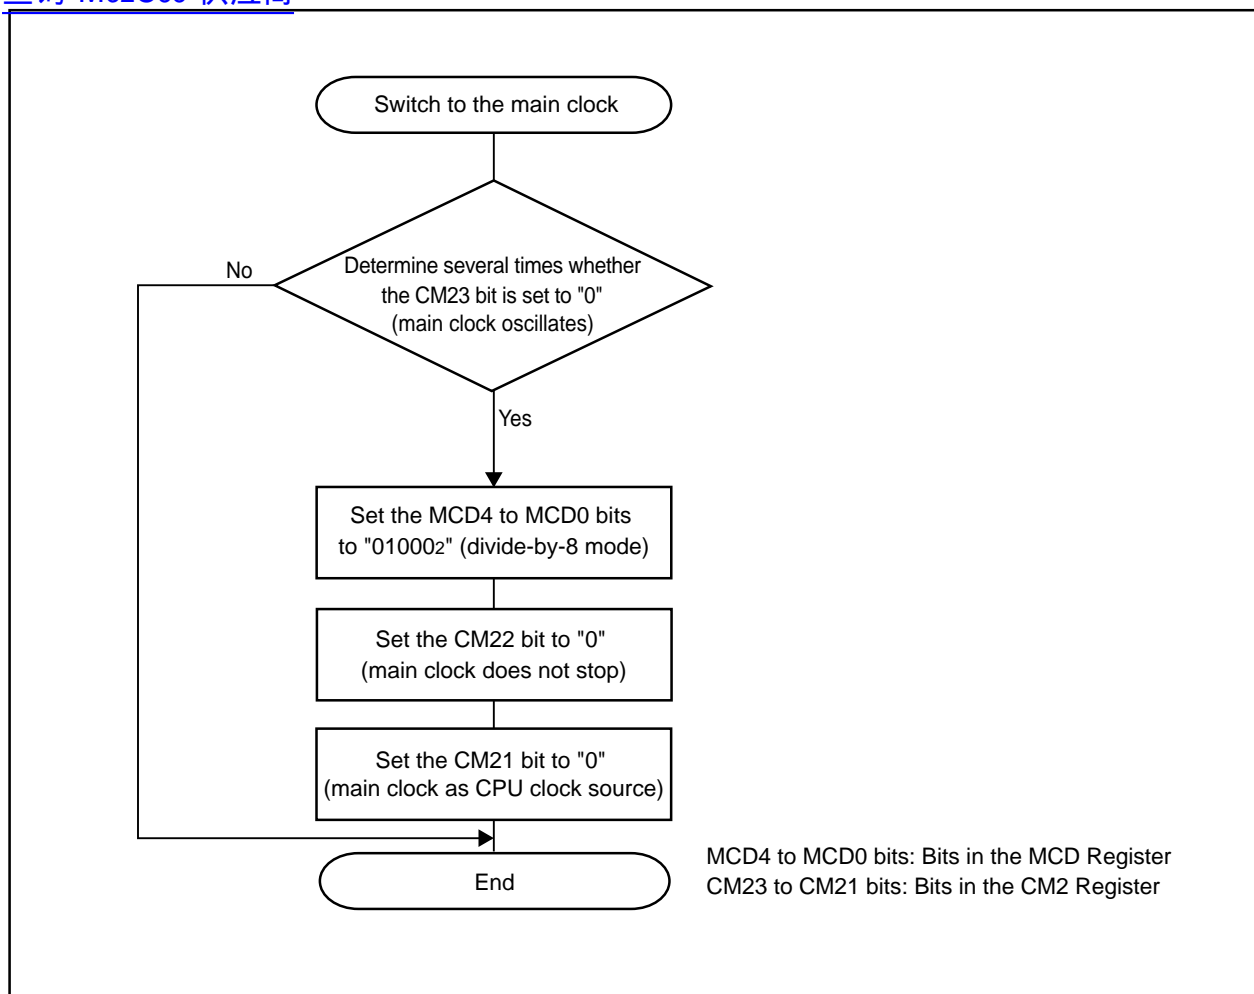 供应商
Switch to the main clock
Determine several times whether
the CM23 bit is set to "0"
(main clock oscillates)
No
Yes
Set the MCD4 to MCD0 bits
to "010002" (divide-by-8 mode)
Set the CM22 bit to "0"
(main clock does not stop)
Set the CM21 bit to "0"
(main clock as CPU clock source)
End
MCD4 to MCD0 bits: Bits in the MCD Register
CM23 to CM21 bits: Bits in the CM2 Register